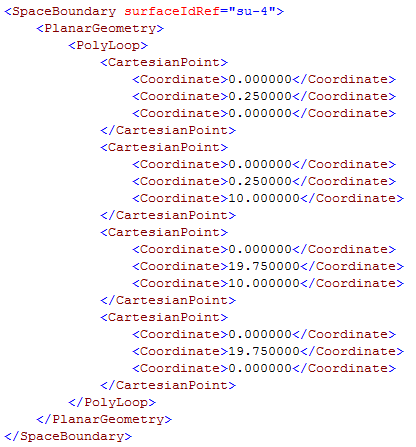 <SpaceBoundary surfaceIdRef="su-4">
<PlanarGeometry>
<PolyLoop>
<CartesianPoint>
<Coordinate>0.000000</Coordinate>
<Coordinate>0.250000</Coordinate>
<Coordinate>0.000000</Coordinate>
</CartesianPoint>
<CartesianPoint>
<Coordinate>0.000000</Coordinate>
<Coordinate>0.250000</Coordinate>
<Coordinate>10.000000</Coordinate>
</CartesianPoint>
<CartesianPoint>
<Coordinate>0.000000</Coordinate>
<Coordinate>19.750000</Coordinate>
<Coordinate>10.000000</Coordinate>
</CartesianPoint>
<CartesianPoint>
<Coordinate>0.000000</Coordinate>
<Coordinate>19.750000</Coordinate>
<Coordinate>0.000000</Coordinate>
</CartesianPoint>
</PolyLoop>
</PlanarGeometry>
</SpaceBoundary>